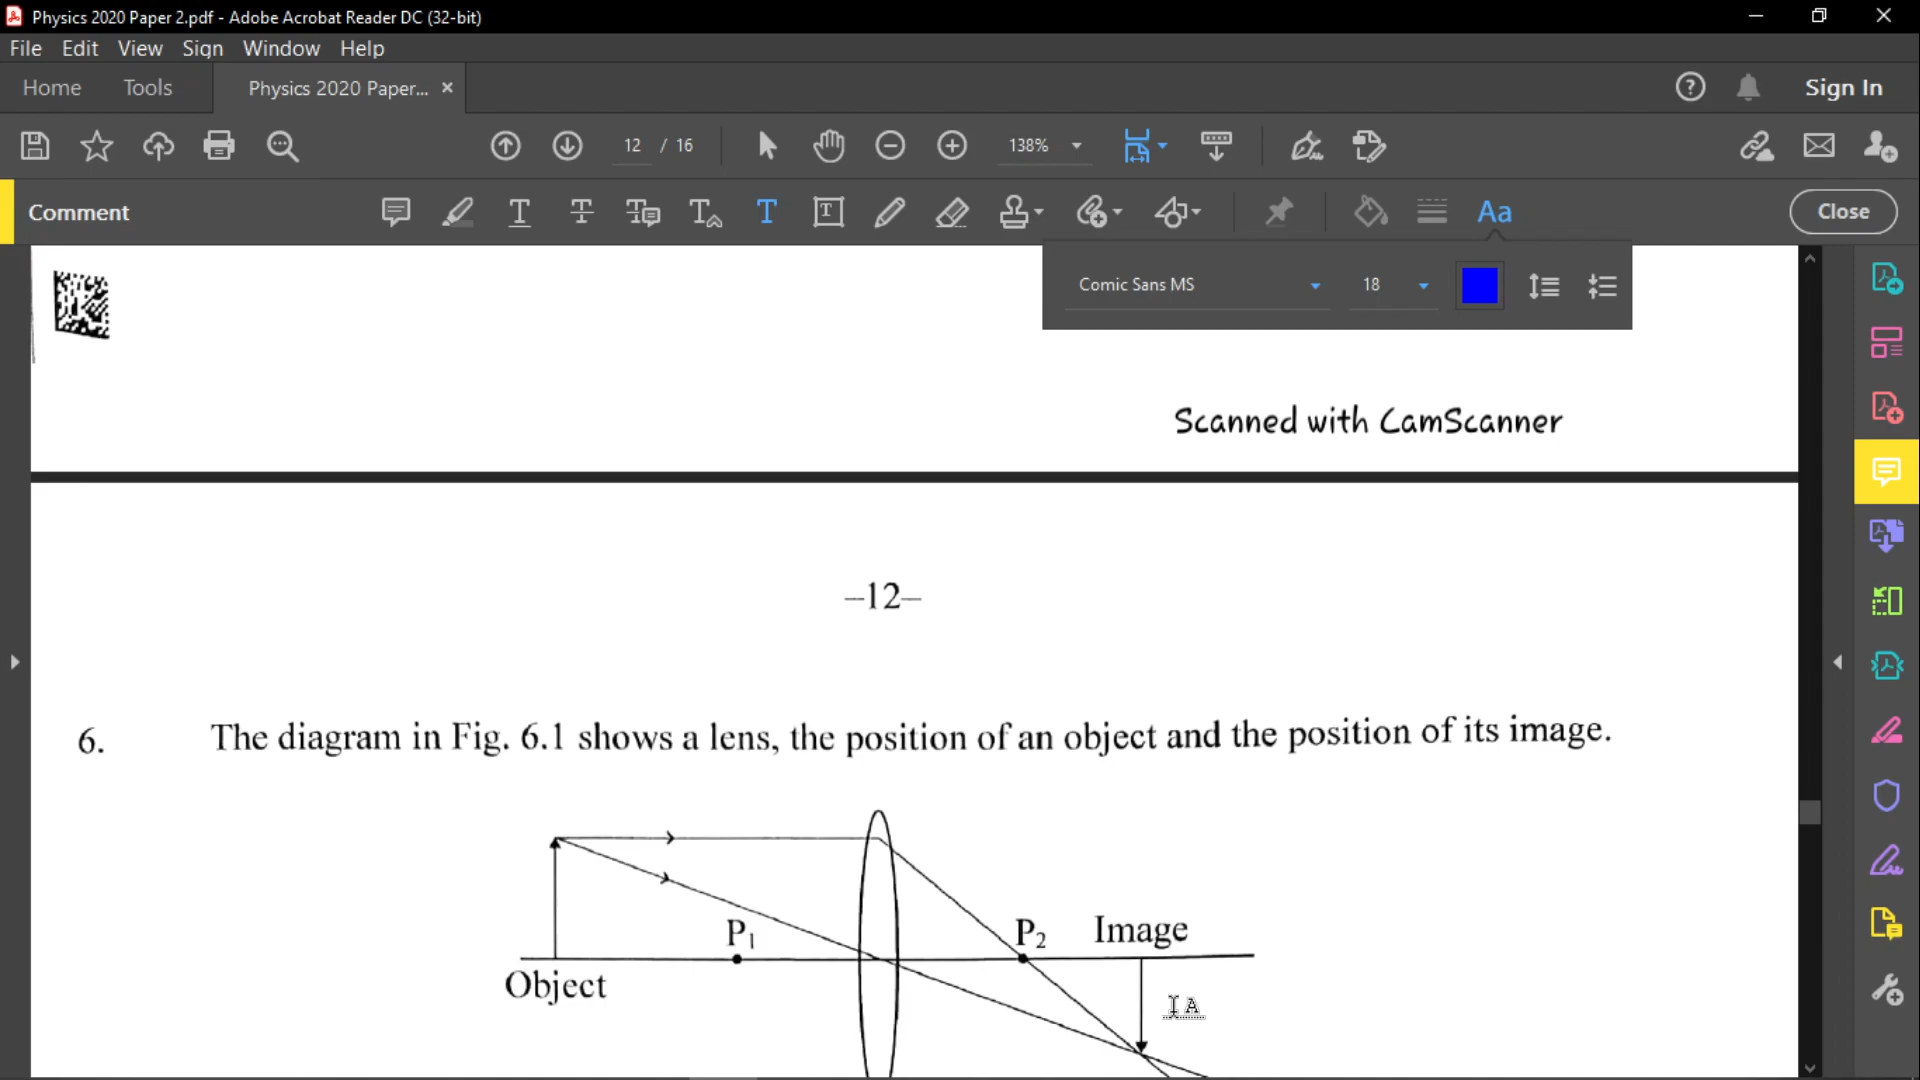 Physics 2020 Paper 2.pdf - Adobe Acrobat Reader DC (32-bit)
File Edit View Sign Window Help
Home Tools Physics 2020 Paper... × Sign In
12 / 16 138%
Comment Close
Comic Sans MS 18
Scanned with CamScanner
–12–
6. The diagram in Fig. 6.1 shows a lens, the position of an object and the position of its image.
P₁ P₂ Image
Object